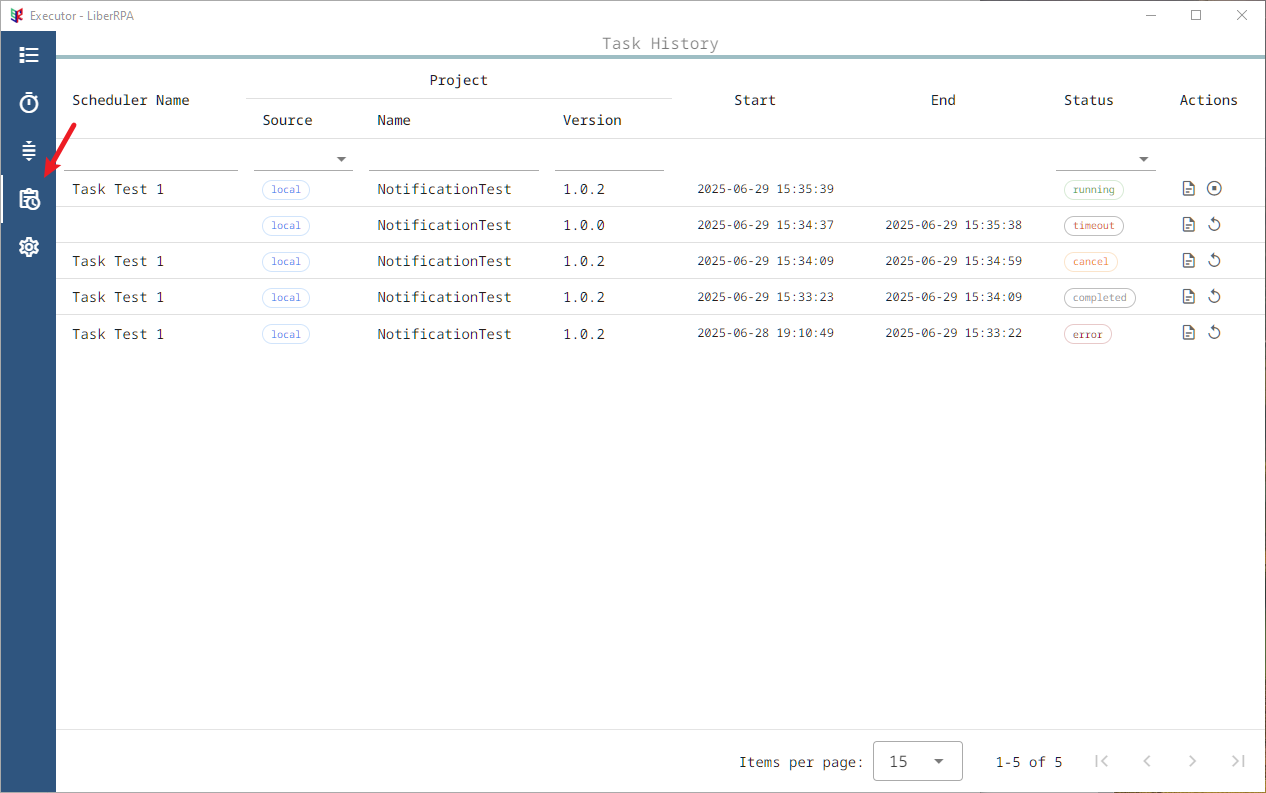 Executor - LiberRPA
Task History
Project
Scheduler Name Start End Status Actions
Source Name Version
Task Test 1 local NotificationTest 1.0.2 2025-06-29 15:35:39 running
local NotificationTest 1.0.0 2025-06-29 15:34:37 2025-06-29 15:35:38 timeout
Task Test 1 local NotificationTest 1.0.2 2025-06-29 15:34:09 2025-06-29 15:34:59 cancel
Task Test 1 local NotificationTest 1.0.2 2025-06-29 15:33:23 2025-06-29 15:34:09 completed
Task Test 1 local NotificationTest 1.0.2 2025-06-28 19:10:49 2025-06-29 15:33:22 error
Items per page: 15 1-5 of 5